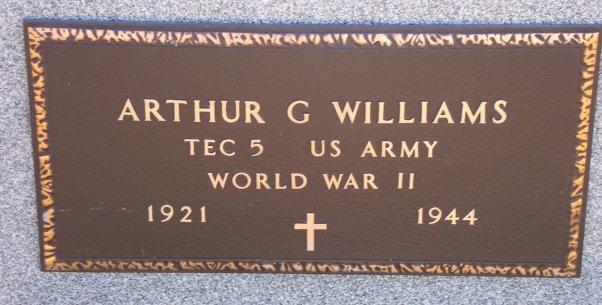 ARTHUR G WILLIAMS
TEC 5 US ARMY
WORLD WAR II
1921 1944